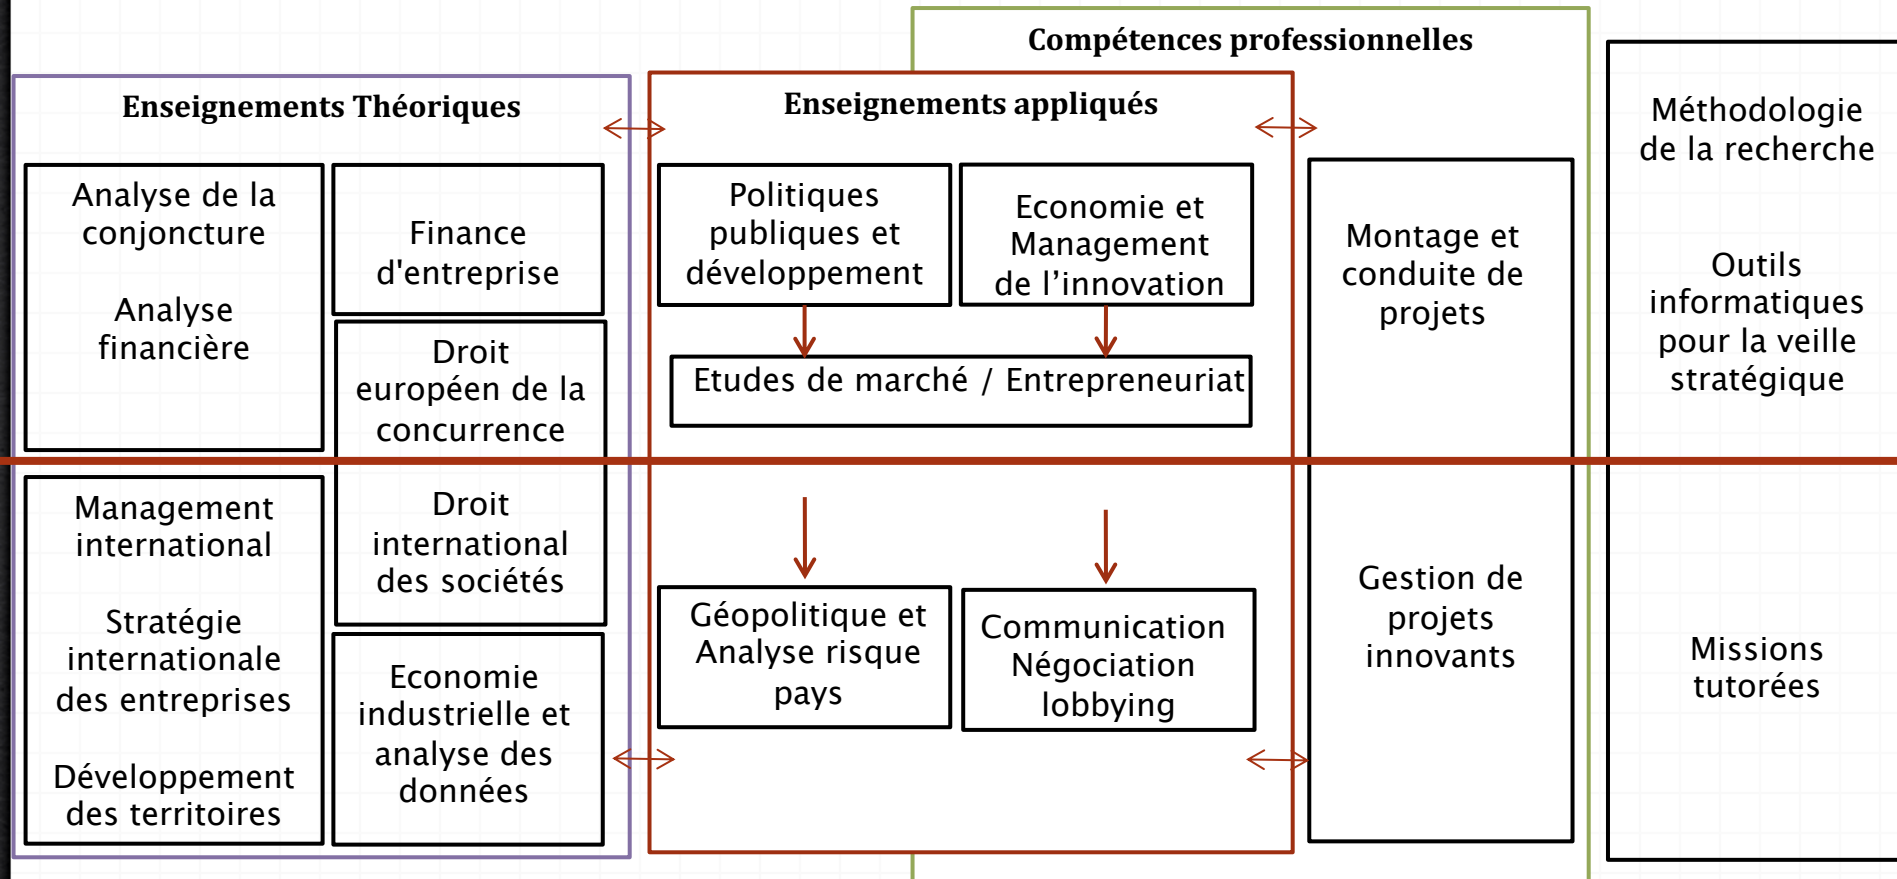 Compétences professionnelles
Enseignements Théoriques
Enseignements appliqués
Analyse de la
conjoncture
Analyse
financière
Finance
d'entreprise
Droit
européen de la
concurrence
Politiques
publiques et
développement
Economie et
Management
de l’innovation
Etudes de marché / Entrepreneuriat
Montage et
conduite de
projets
Méthodologie
de la recherche
Outils
informatiques
pour la veille
stratégique
Management
international
Stratégie
internationale
des entreprises
Développement
des territoires
Droit
international
des sociétés
Economie
industrielle et
analyse des
données
Géopolitique et
Analyse risque
pays
Communication
Négociation
lobbying
Gestion de
projets
innovants
Missions
tutorées